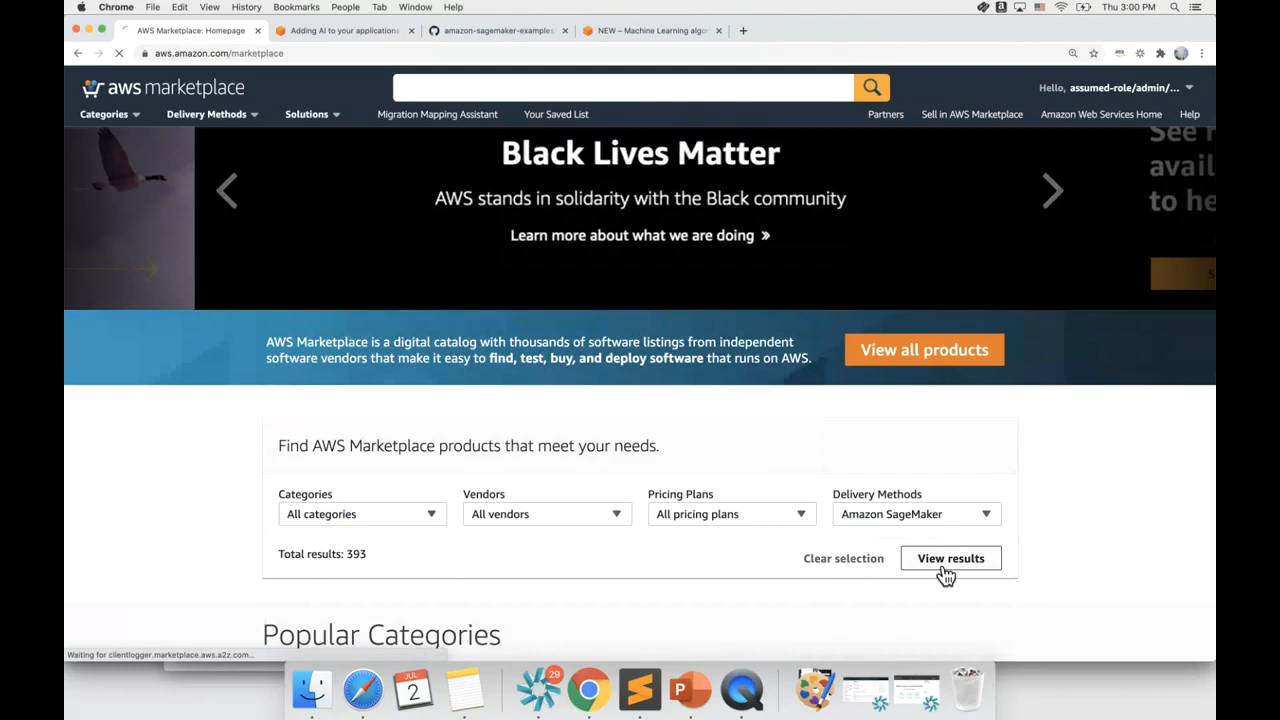 Chrome File Edit View History Bookmarks People Tab Window Help Thu 3:00 PM
AWS Marketplace: Homepage Adding AI to your applications amazon-sagemaker-examples NEW – Machine Learning algor
aws.amazon.com/marketplace
aws marketplace
Hello, assumed-role/admin/...
Categories Delivery Methods Solutions Migration Mapping Assistant Your Saved List Partners Sell in AWS Marketplace Amazon Web Services Home Help
Black Lives Matter
AWS stands in solidarity with the Black community
Learn more about what we are doing »
avail
to he
AWS Marketplace is a digital catalog with thousands of software listings from independent
software vendors that make it easy to find, test, buy, and deploy software that runs on AWS.
View all products
Find AWS Marketplace products that meet your needs.
Categories Vendors Pricing Plans Delivery Methods
All categories All vendors All pricing plans Amazon SageMaker
Total results: 393 Clear selection View results
Popular Categories
Waiting for clientlogger.marketplace.aws.a2z.com...
JUL
2
29
P